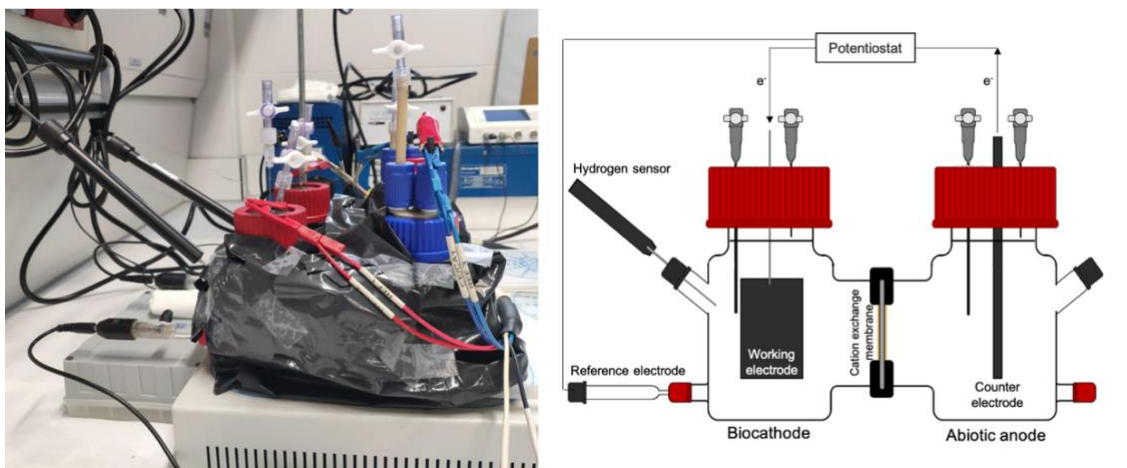 Potentiostat
e-
e-
Hydrogen sensor
Cation exchange
membrane
Reference electrode
Working
electrode
Counter
electrode
Biocathode
Abiotic anode